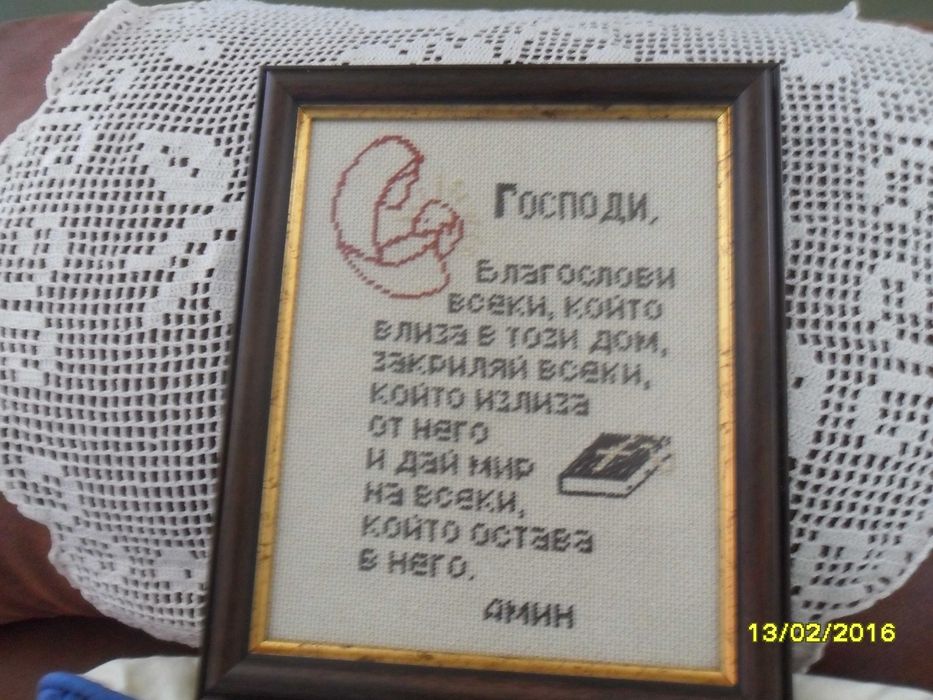 Господи,
Благослови
всеки, който
влиза в този дом,
закриляй всеки,
който излиза
от него
и дай мир
на всеки,
който остава
в него.
Амин
13/02/2016